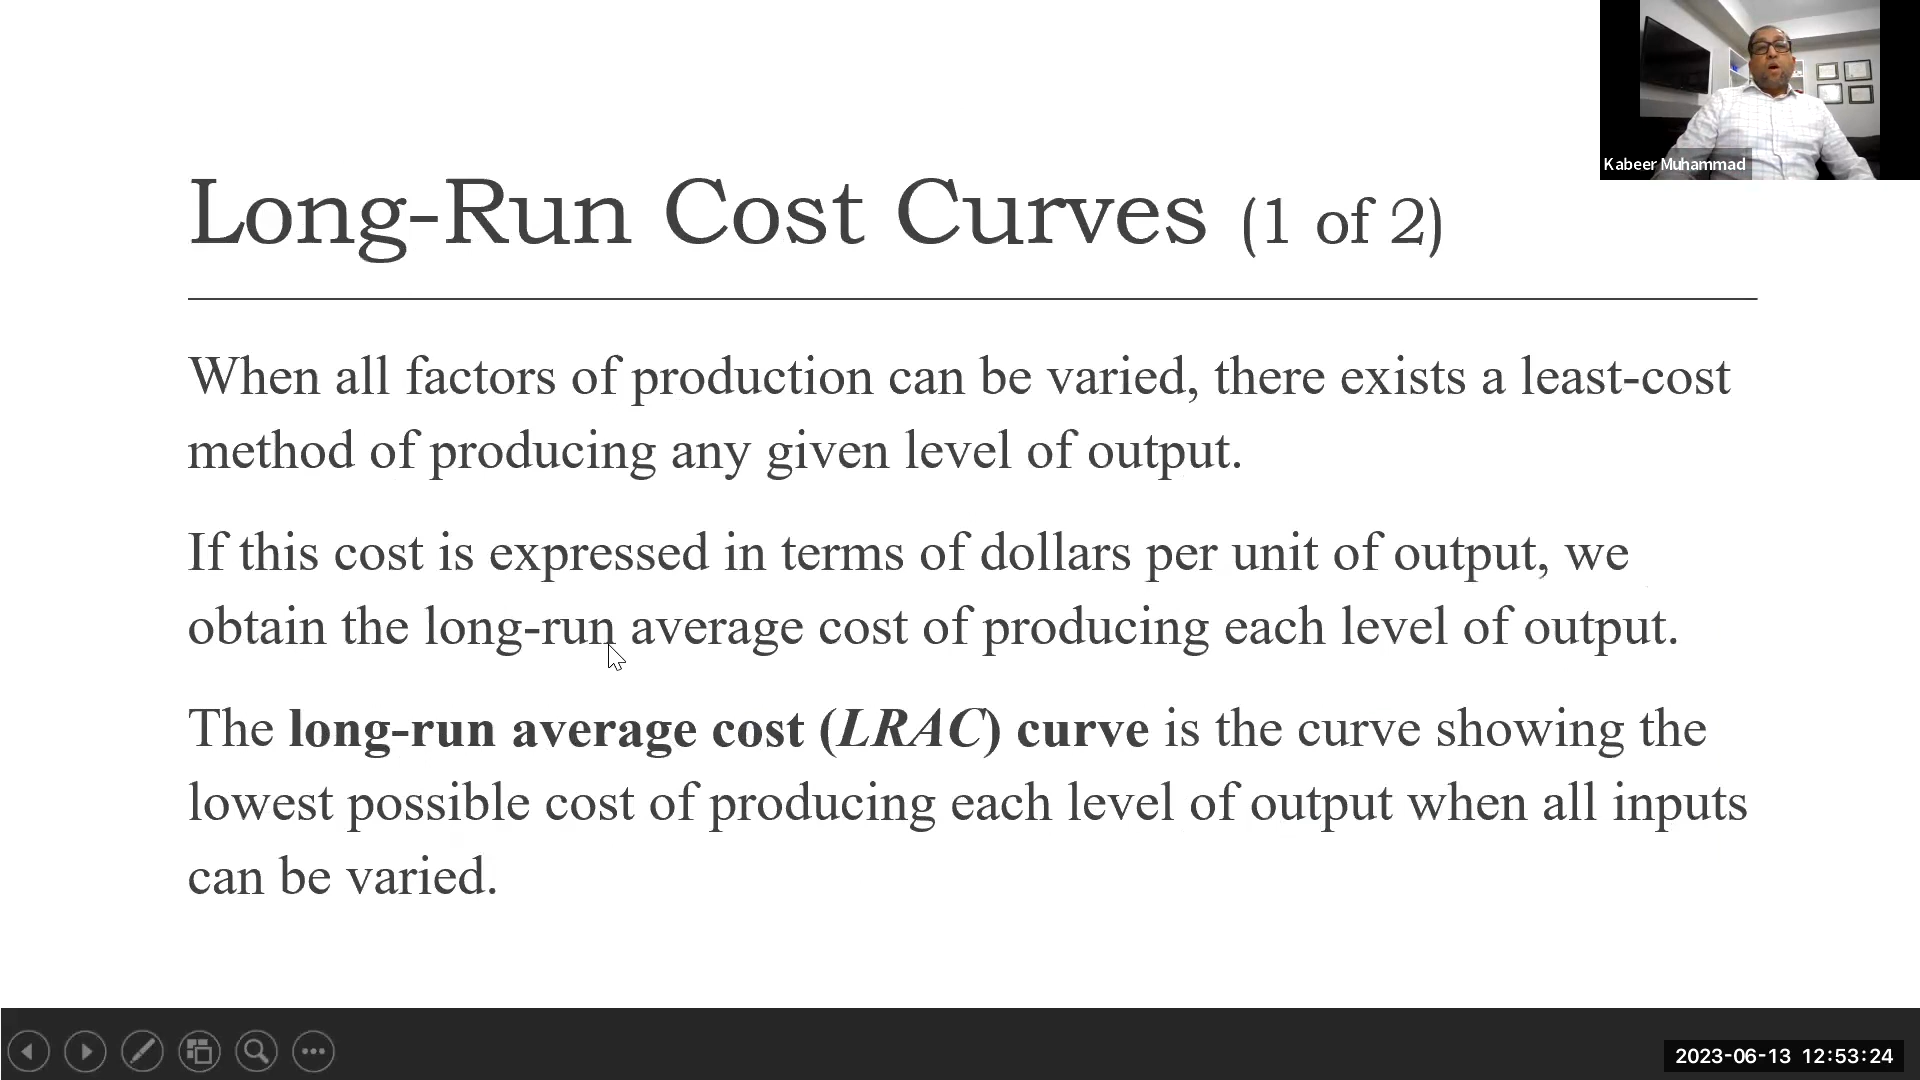 Kabeer Muhammad
Long-Run Cost Curves (1 of 2)
When all factors of production can be varied, there exists a least-cost
method of producing any given level of output.
If this cost is expressed in terms of dollars per unit of output, we
obtain the long-run average cost of producing each level of output.
The long-run average cost (LRAC) curve is the curve showing the
lowest possible cost of producing each level of output when all inputs
can be varied.
2023-06-13 12:53:24